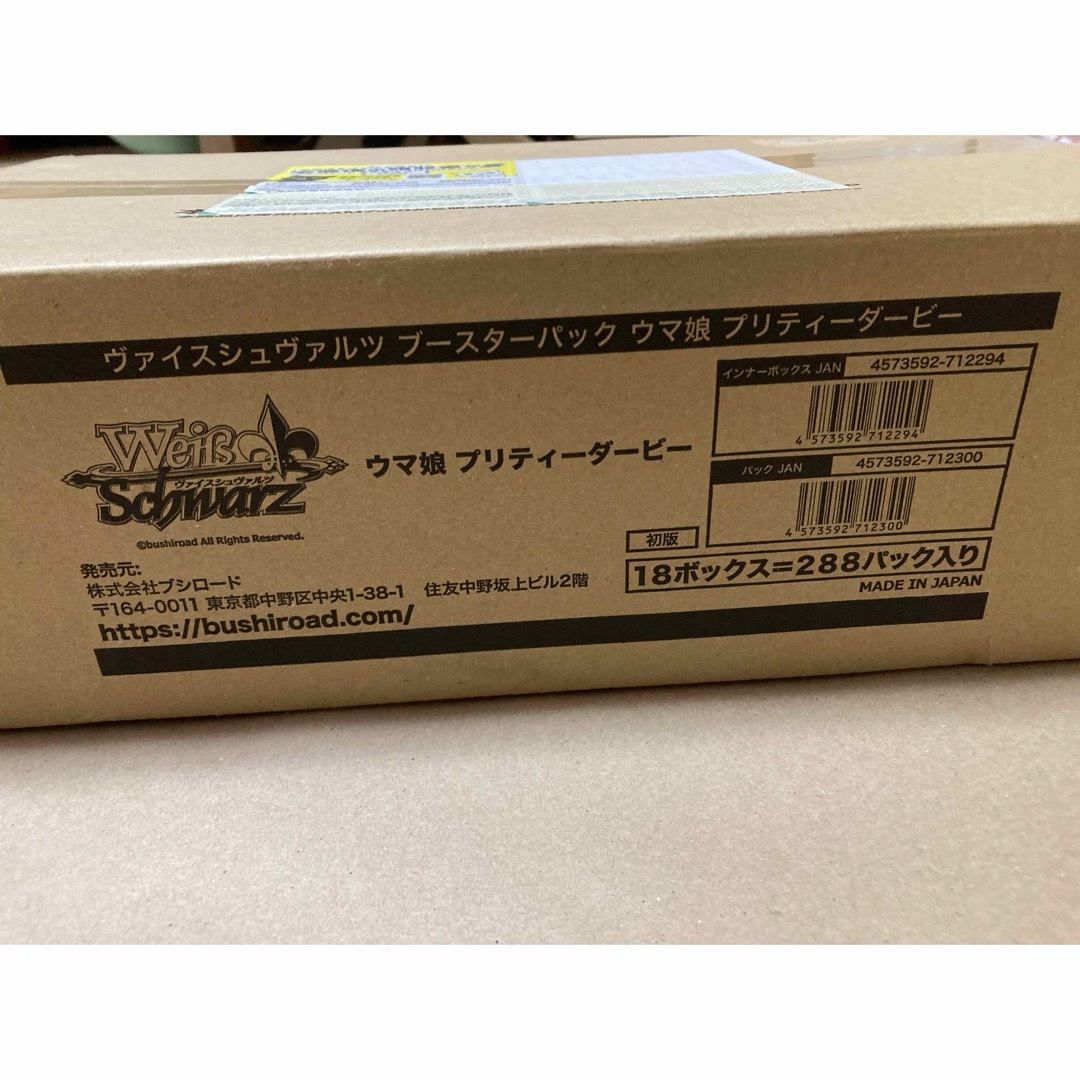 ヴァイスシュヴァルツ ブースターパック ウマ娘 プリティーダービー
Weiß
ヴァイスシュヴァルツ
Schwarz
©bushiroad All Rights Reserved.
ウマ娘 プリティーダービー
インナーボックス JAN 4573592-712294
4 573592 712294
パック JAN 4573592-712300
4 573592 712300
初版
18ボックス=288パック入り
MADE IN JAPAN
発売元:
株式会社ブシロード
〒164-0011 東京都中野区中央1-38-1 住友中野坂上ビル2階
https://bushiroad.com/